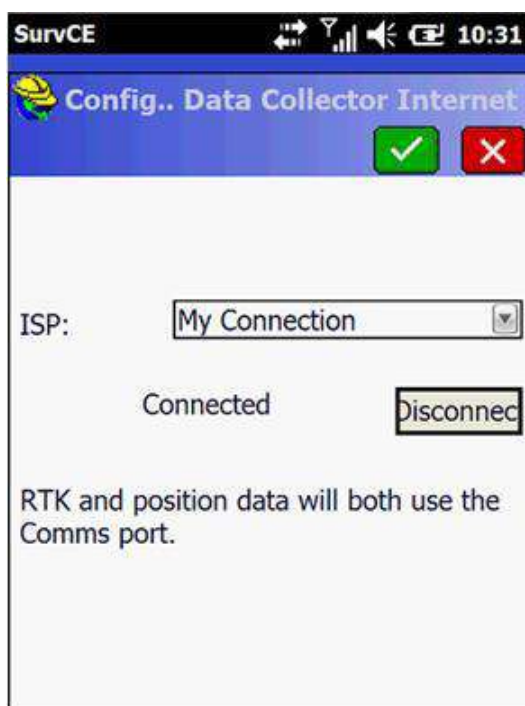 SurvCE 10:31
Config.. Data Collector Internet
ISP: My Connection
Connected Disconnec
RTK and position data will both use the
Comms port.